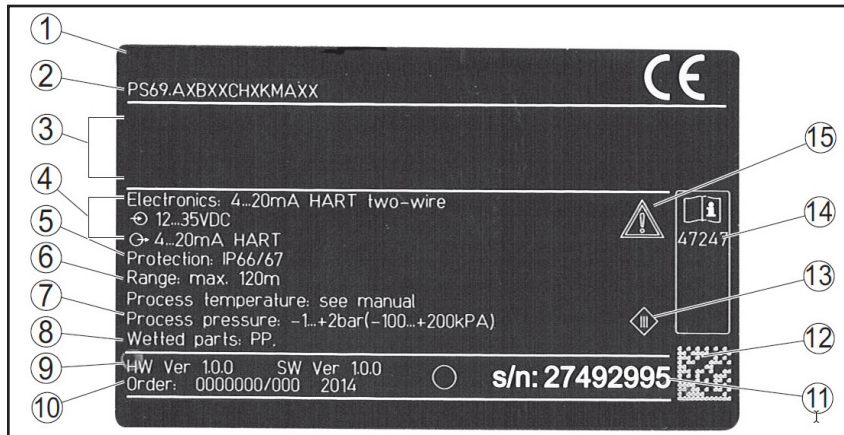 1
2
3
4
5
6
7
8
9
10
PS69.AXBXXCHXKMAXX
CE
Electronics: 4...20mA HART two-wire
12...35VDC
4...20mA HART
Protection: IP66/67
Range: max. 120m
Process temperature: see manual
Process pressure: -1...+2bar(-100...+200kPA)
Wetted parts: PP,
HW Ver 1.0.0 SW Ver 1.0.0
Order: 0000000/000 2014
s/n: 27492995
i
47247
III
15
14
13
12
11